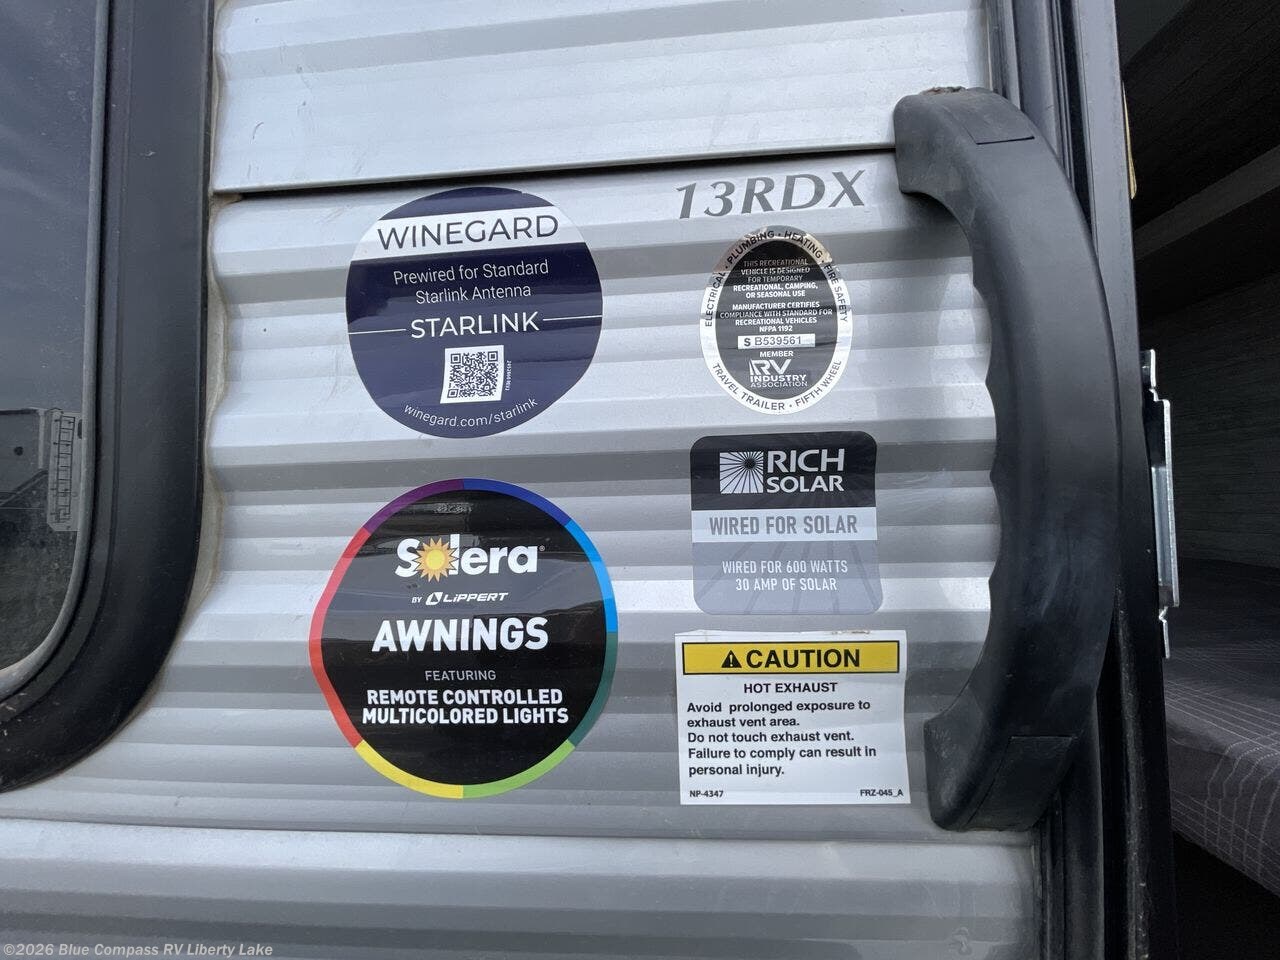 13RDX
WINEGARD
Prewired for Standard
Starlink Antenna
STARLINK
winegard.com/starlink
ELECTRICAL • PLUMBING • HEATING • FIRE SAFETY
THIS RECREATIONAL
VEHICLE IS DESIGNED
FOR TEMPORARY
RECREATIONAL, CAMPING,
OR SEASONAL USE
MANUFACTURER CERTIFIES
COMPLIANCE WITH STANDARD FOR
RECREATIONAL VEHICLES
NFPA 1192
S B539561
MEMBER
RV
INDUSTRY
ASSOCIATION
TRAVEL TRAILER • FIFTH WHEEL
RICH
SOLAR
WIRED FOR SOLAR
WIRED FOR 600 WATTS
30 AMP OF SOLAR
Solera®
BY LIPPERT
AWNINGS
FEATURING
REMOTE CONTROLLED
MULTICOLORED LIGHTS
CAUTION
HOT EXHAUST
Avoid prolonged exposure to
exhaust vent area.
Do not touch exhaust vent.
Failure to comply can result in
personal injury.
NP-4347 FRZ-045_A
©2026 Blue Compass RV Liberty Lake